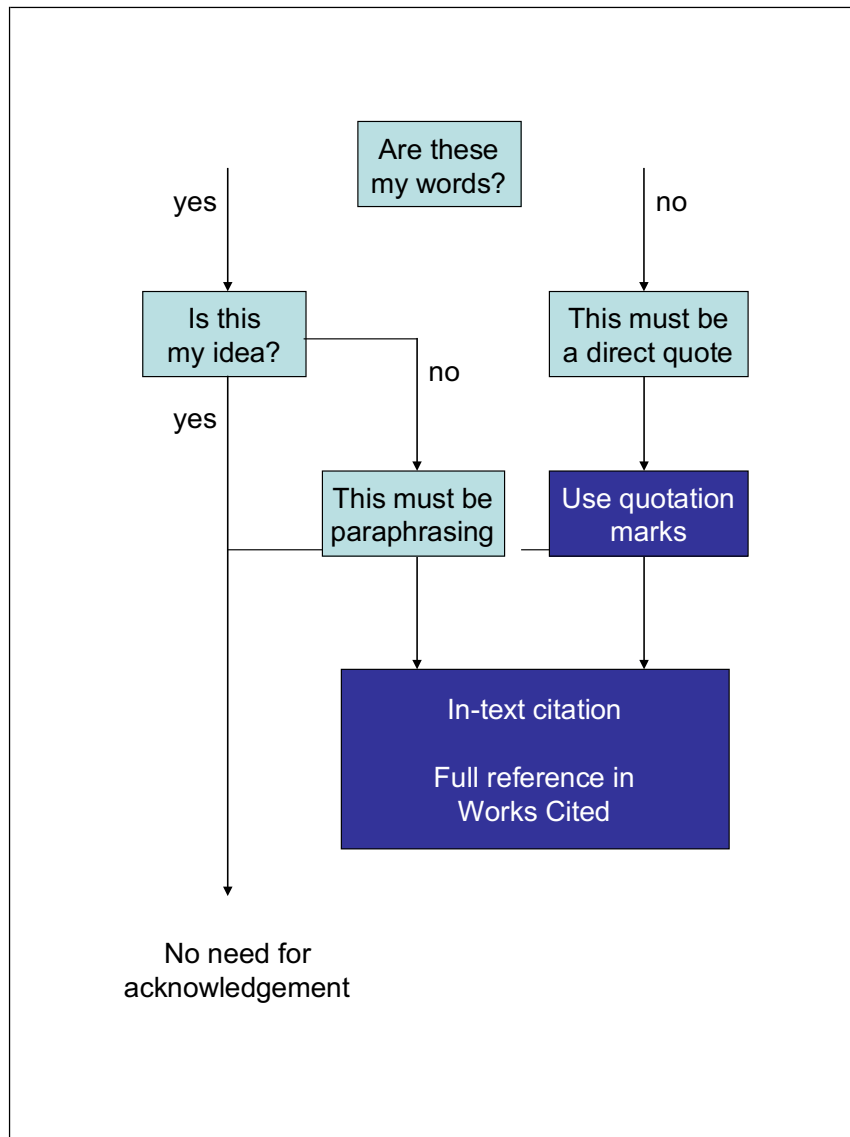 Are these
my words?
yes
no
Is this
my idea?
This must be
a direct quote
no
yes
This must be
paraphrasing
Use quotation
marks
In-text citation
Full reference in
Works Cited
No need for
acknowledgement